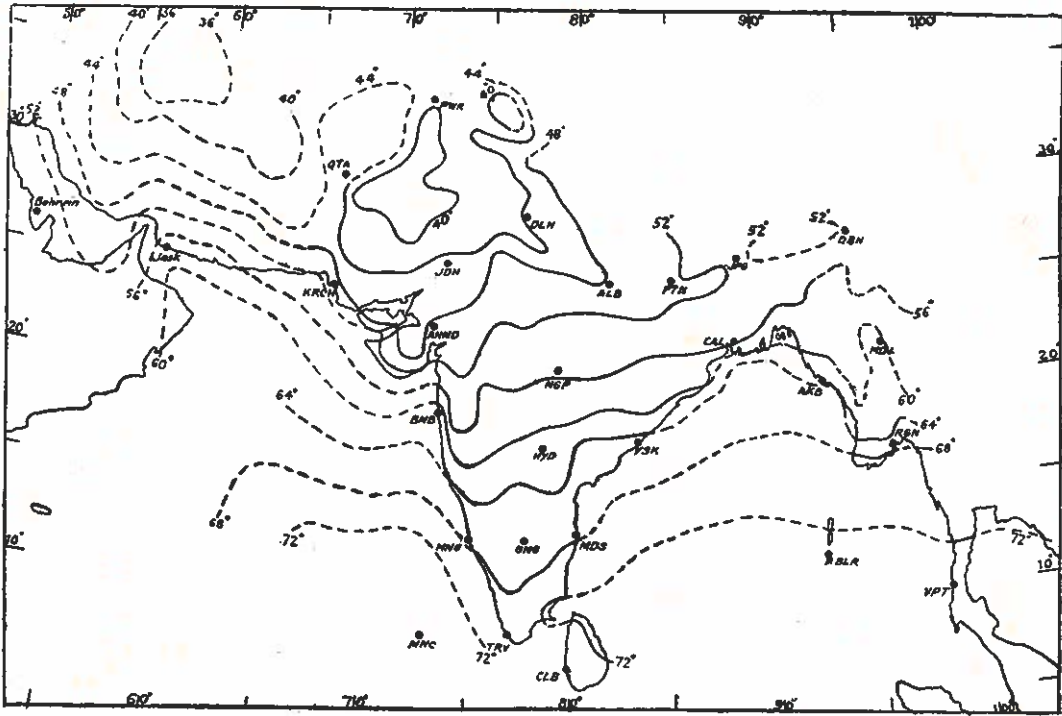 50° 40° 36° 60° 70° 80° 90° 100°
36°
44°
44° 44°
48° 40° 40°
30° 52° PWR
48°
30°
QTA
Bahrain 40° DLH 52° 52° 52°
DBN
JASK JDH
56° KRCH ALB PTN
56°
20° AHMD CAL MDL
20°
60° NGP
AKB 60°
64° BMB 64°
HYD VSK RGN 68°
68°
72° 72°
10° MNG BNG MDS
PBLR 10°
VPT
MNC TRV
72° 72°
CLB
60° 70° 80° 90° 100°